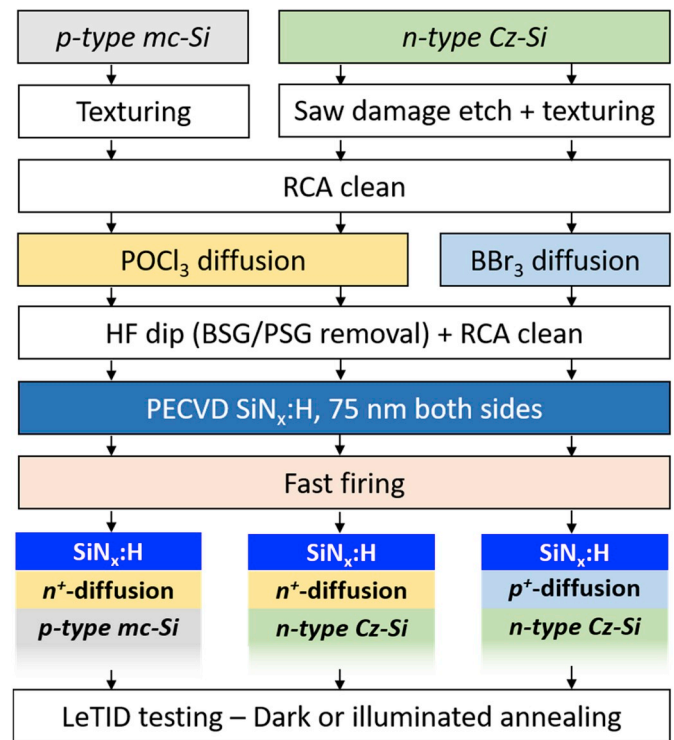 p-type mc-Si
n-type Cz-Si
Texturing
Saw damage etch + texturing
RCA clean
POCl₃ diffusion
BBr₃ diffusion
HF dip (BSG/PSG removal) + RCA clean
PECVD SiNₓ:H, 75 nm both sides
Fast firing
SiNₓ:H
n⁺-diffusion
p-type mc-Si
SiNₓ:H
n⁺-diffusion
n-type Cz-Si
SiNₓ:H
p⁺-diffusion
n-type Cz-Si
LeTID testing – Dark or illuminated annealing